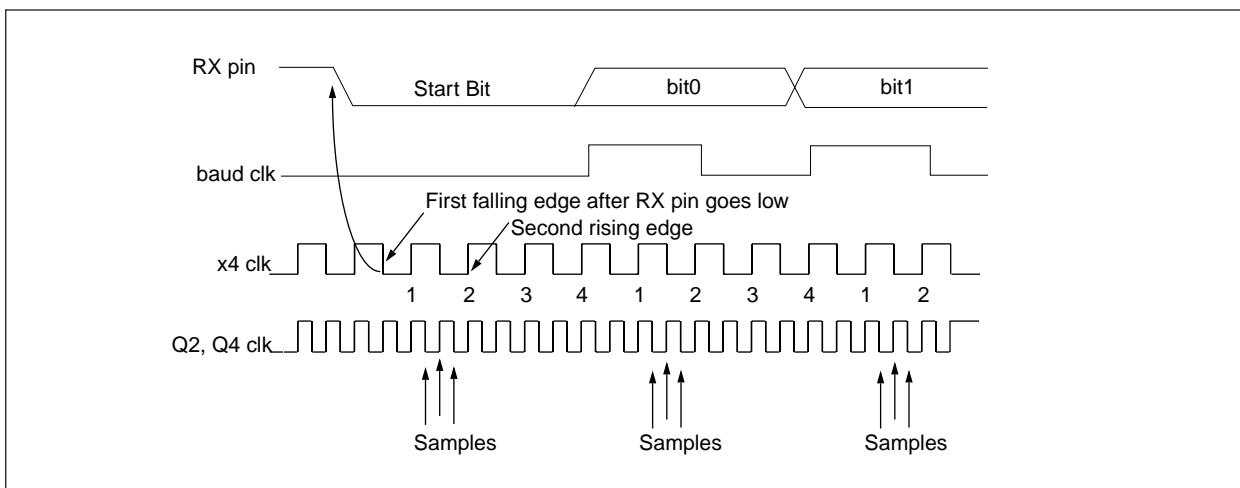 RX pin
Start Bit
bit0
bit1
baud clk
First falling edge after RX pin goes low
Second rising edge
x4 clk
1 2 3 4 1 2 3 4 1 2
Q2, Q4 clk
Samples
Samples
Samples